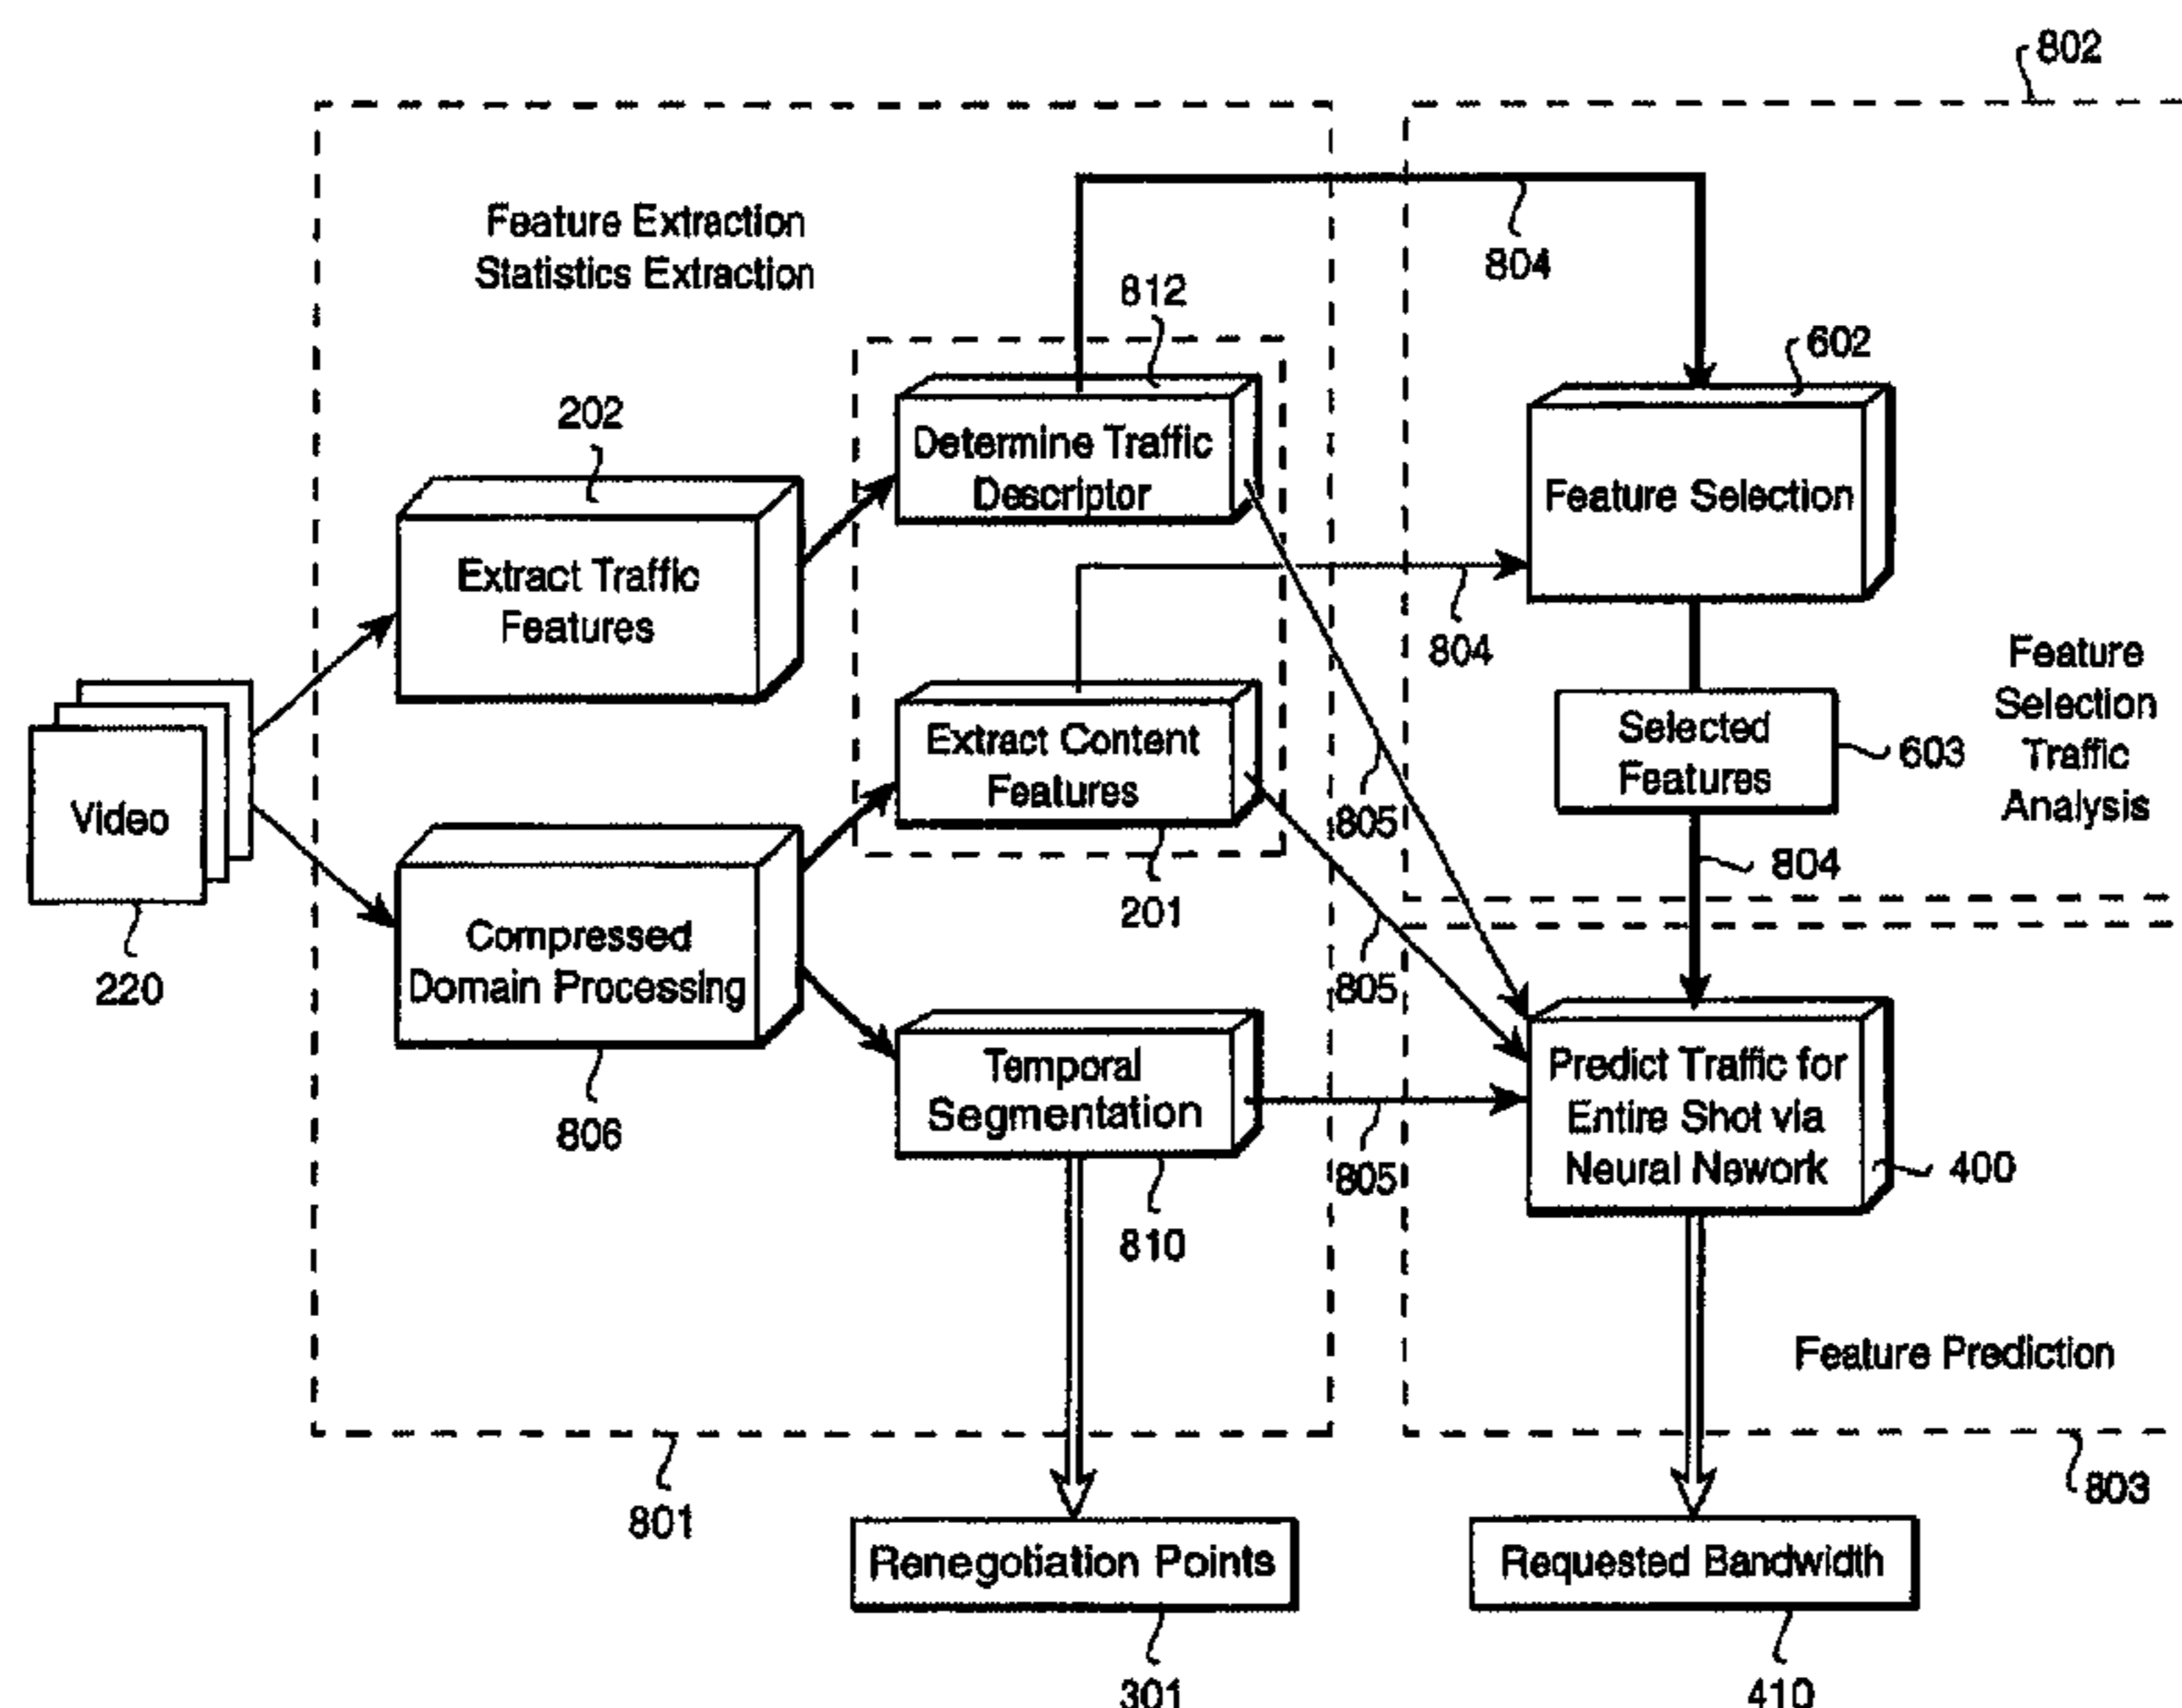 802
Feature Extraction
Statistics Extraction
804
812
602
202
Determine Traffic
Descriptor
Feature Selection
Extract Traffic
Features
804
Feature
Selection
Traffic
Analysis
Selected
Features
603
Extract Content
Features
Video
805
804
201
Compressed
Domain Processing
220
805
Temporal
Segmentation
Predict Traffic for
Entire Shot via
Neural Nework
400
806
805
810
Feature Prediction
801
803
Renegotiation Points
Requested Bandwidth
301
410